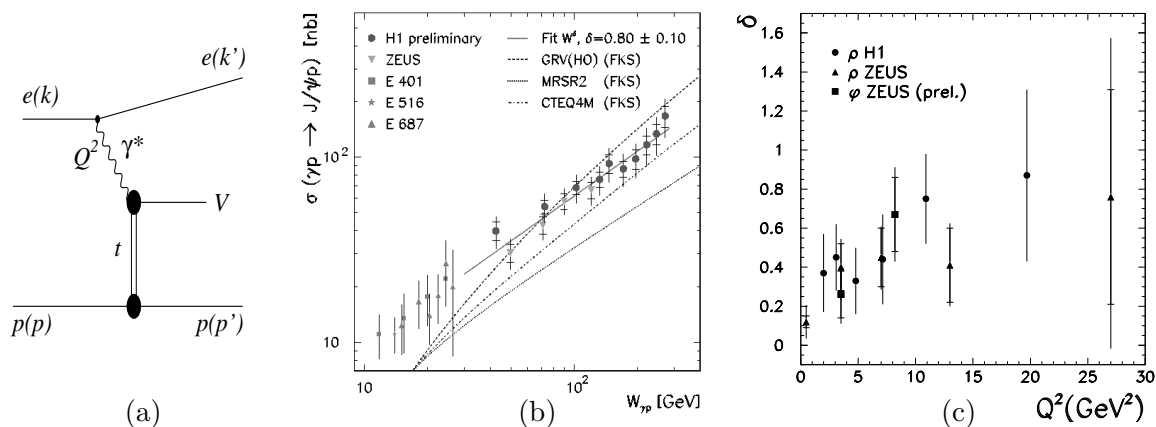 e(k)
e(k')
Q²
γ*
V
t
p(p)
p(p')
(a)
σ (γp → J/ψp) [nb]
H1 preliminary
ZEUS
E 401
E 516
E 687
Fit W^δ, δ=0.80 ± 0.10
GRV(HO) (FKS)
MRSR2 (FKS)
CTEQ4M (FKS)
10²
10
10
10²
W_γp [GeV]
(b)
δ
1.6
1.4
1.2
1
0.8
0.6
0.4
0.2
0
ρ H1
ρ ZEUS
φ ZEUS (prel.)
0 5 10 15 20 25 30
Q²(GeV²)
(c)